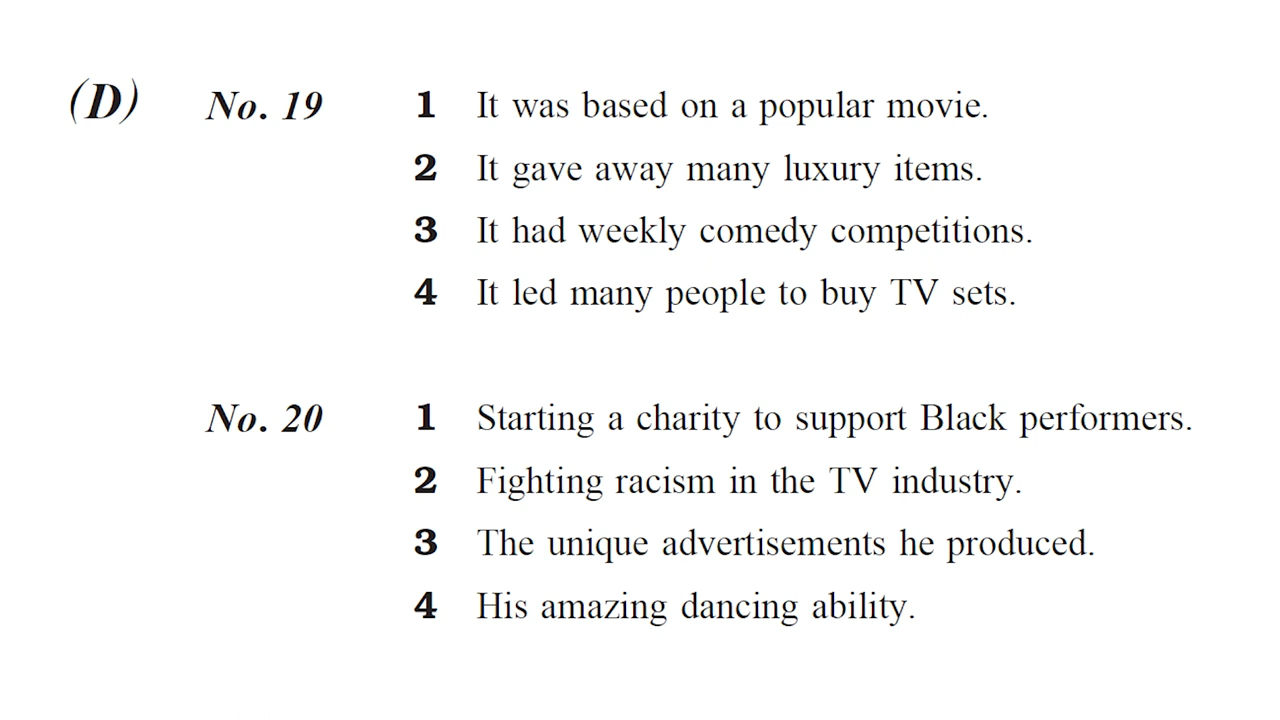 (D) No. 19 1 It was based on a popular movie.
2 It gave away many luxury items.
3 It had weekly comedy competitions.
4 It led many people to buy TV sets.
No. 20 1 Starting a charity to support Black performers.
2 Fighting racism in the TV industry.
3 The unique advertisements he produced.
4 His amazing dancing ability.